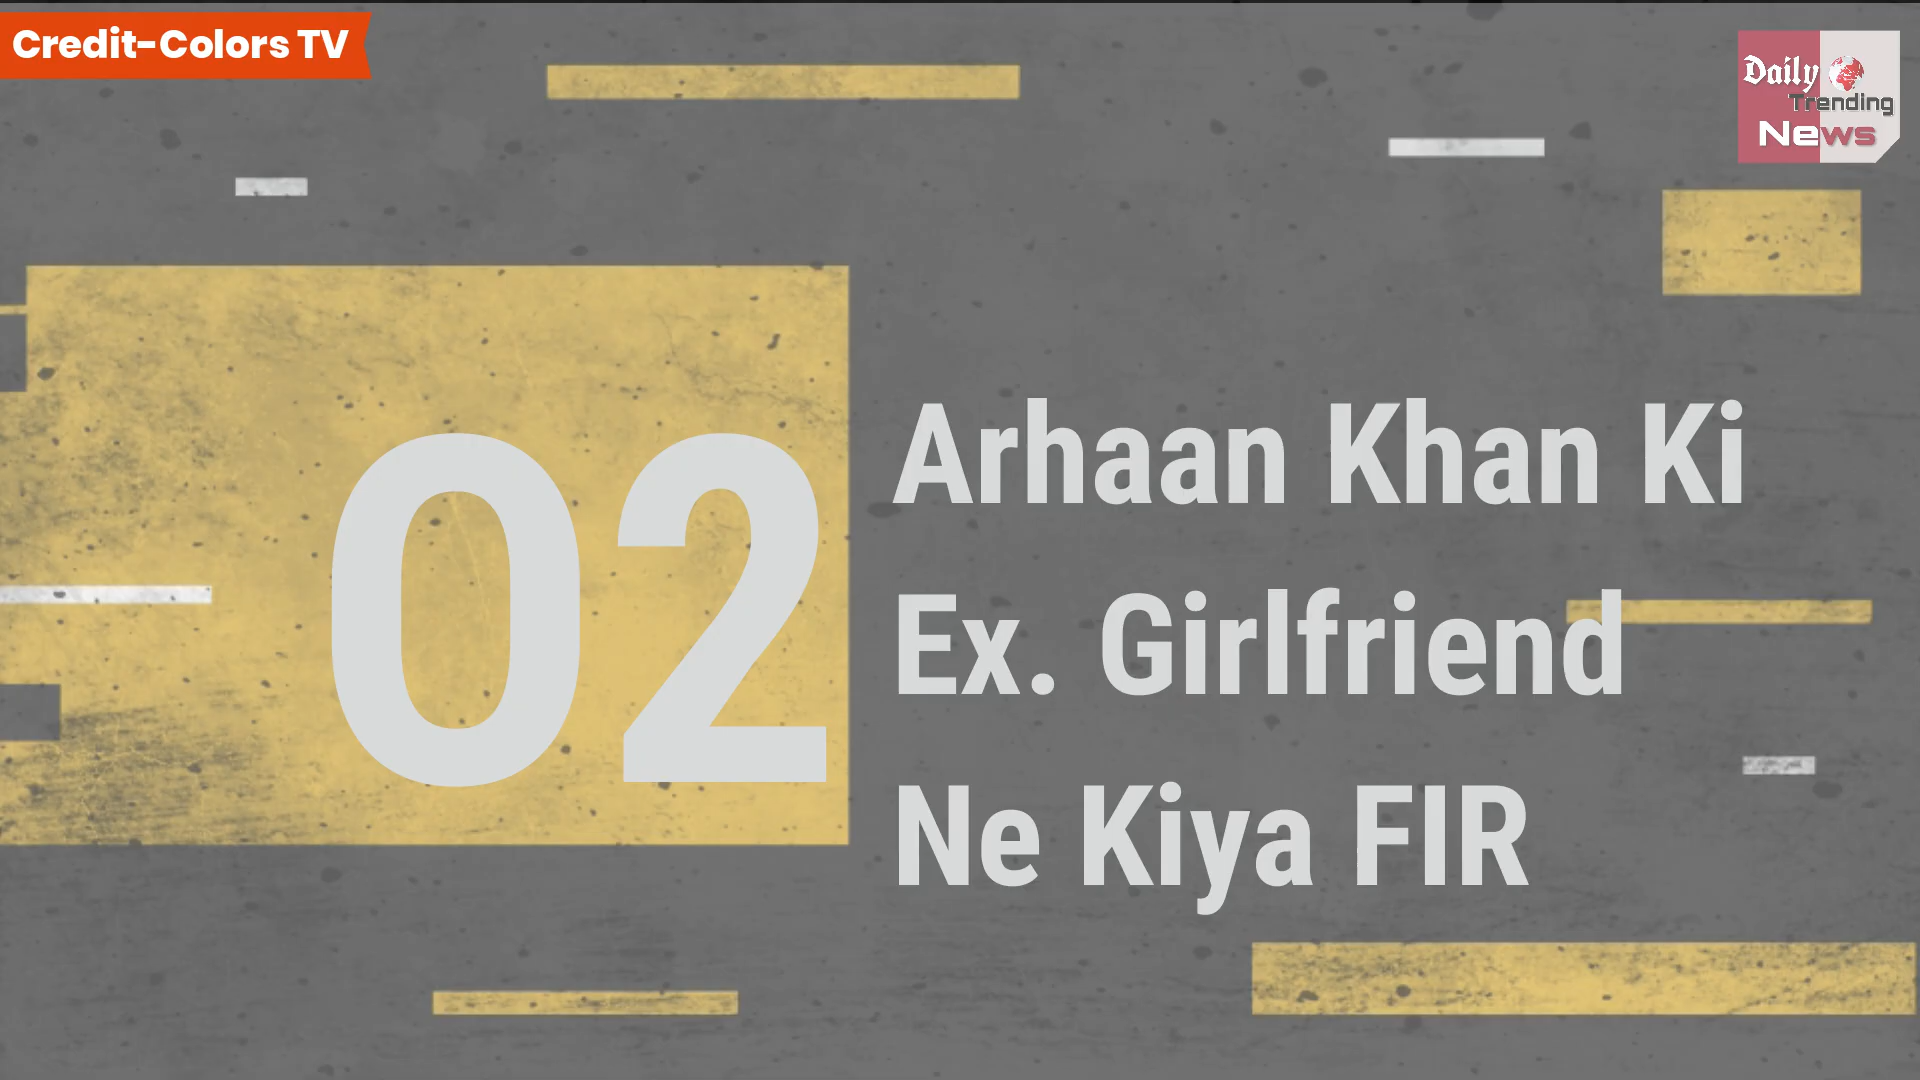 Credit-Colors TV
Daily
Trending
News
02
Arhaan Khan Ki
Ex. Girlfriend
Ne Kiya FIR